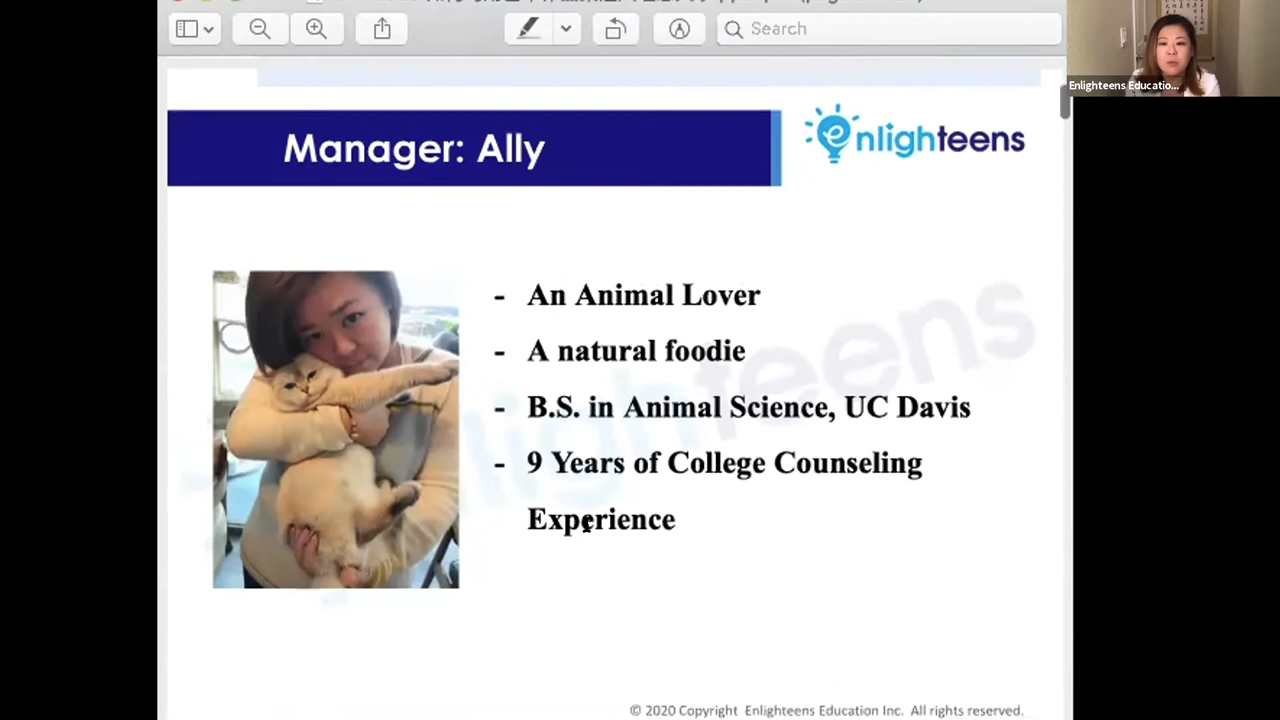 Search
Enlighteens Educatio...
Manager: Ally
enlighteens
- An Animal Lover
- A natural foodie
- B.S. in Animal Science, UC Davis
- 9 Years of College Counseling
Experience
enlighteens
© 2020 Copyright Enlighteens Education Inc. All rights reserved.